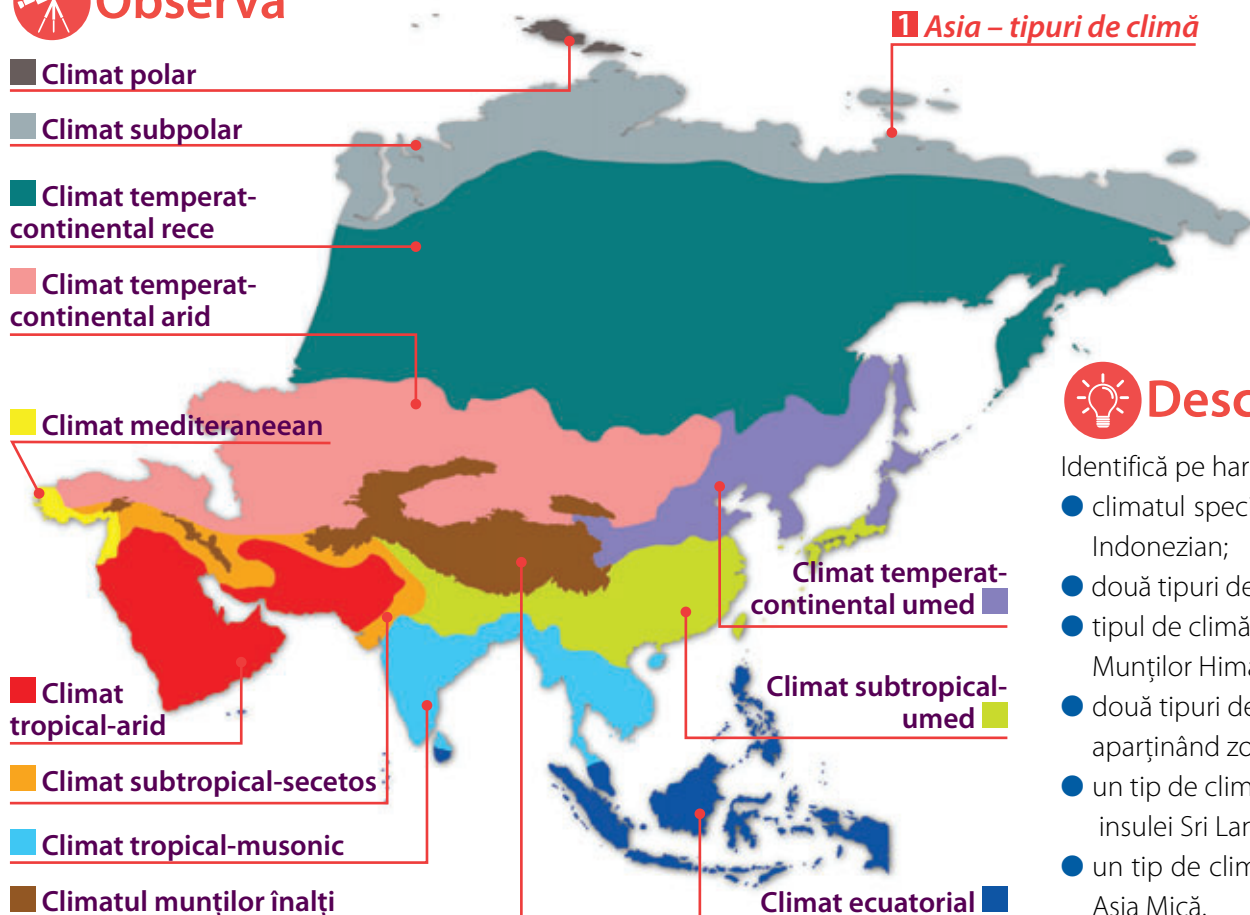 Observă
1 Asia – tipuri de climă
Climat polar
Climat subpolar
Climat temperat-
continental rece
Climat temperat-
continental arid
Climat mediteraneean
Climat
tropical-arid
Climat subtropical-secetos
Climat tropical-musonic
Climatul munților înalți
Climat temperat-
continental umed
Climat subtropical-
umed
Climat ecuatorial
Desc
Identifică pe har
climatul spec
Indonezian;
două tipuri de
tipul de climă
Munților Hima
două tipuri de
aparținând zo
un tip de clim
insulei Sri Lan
un tip de clim
Asia Mică.